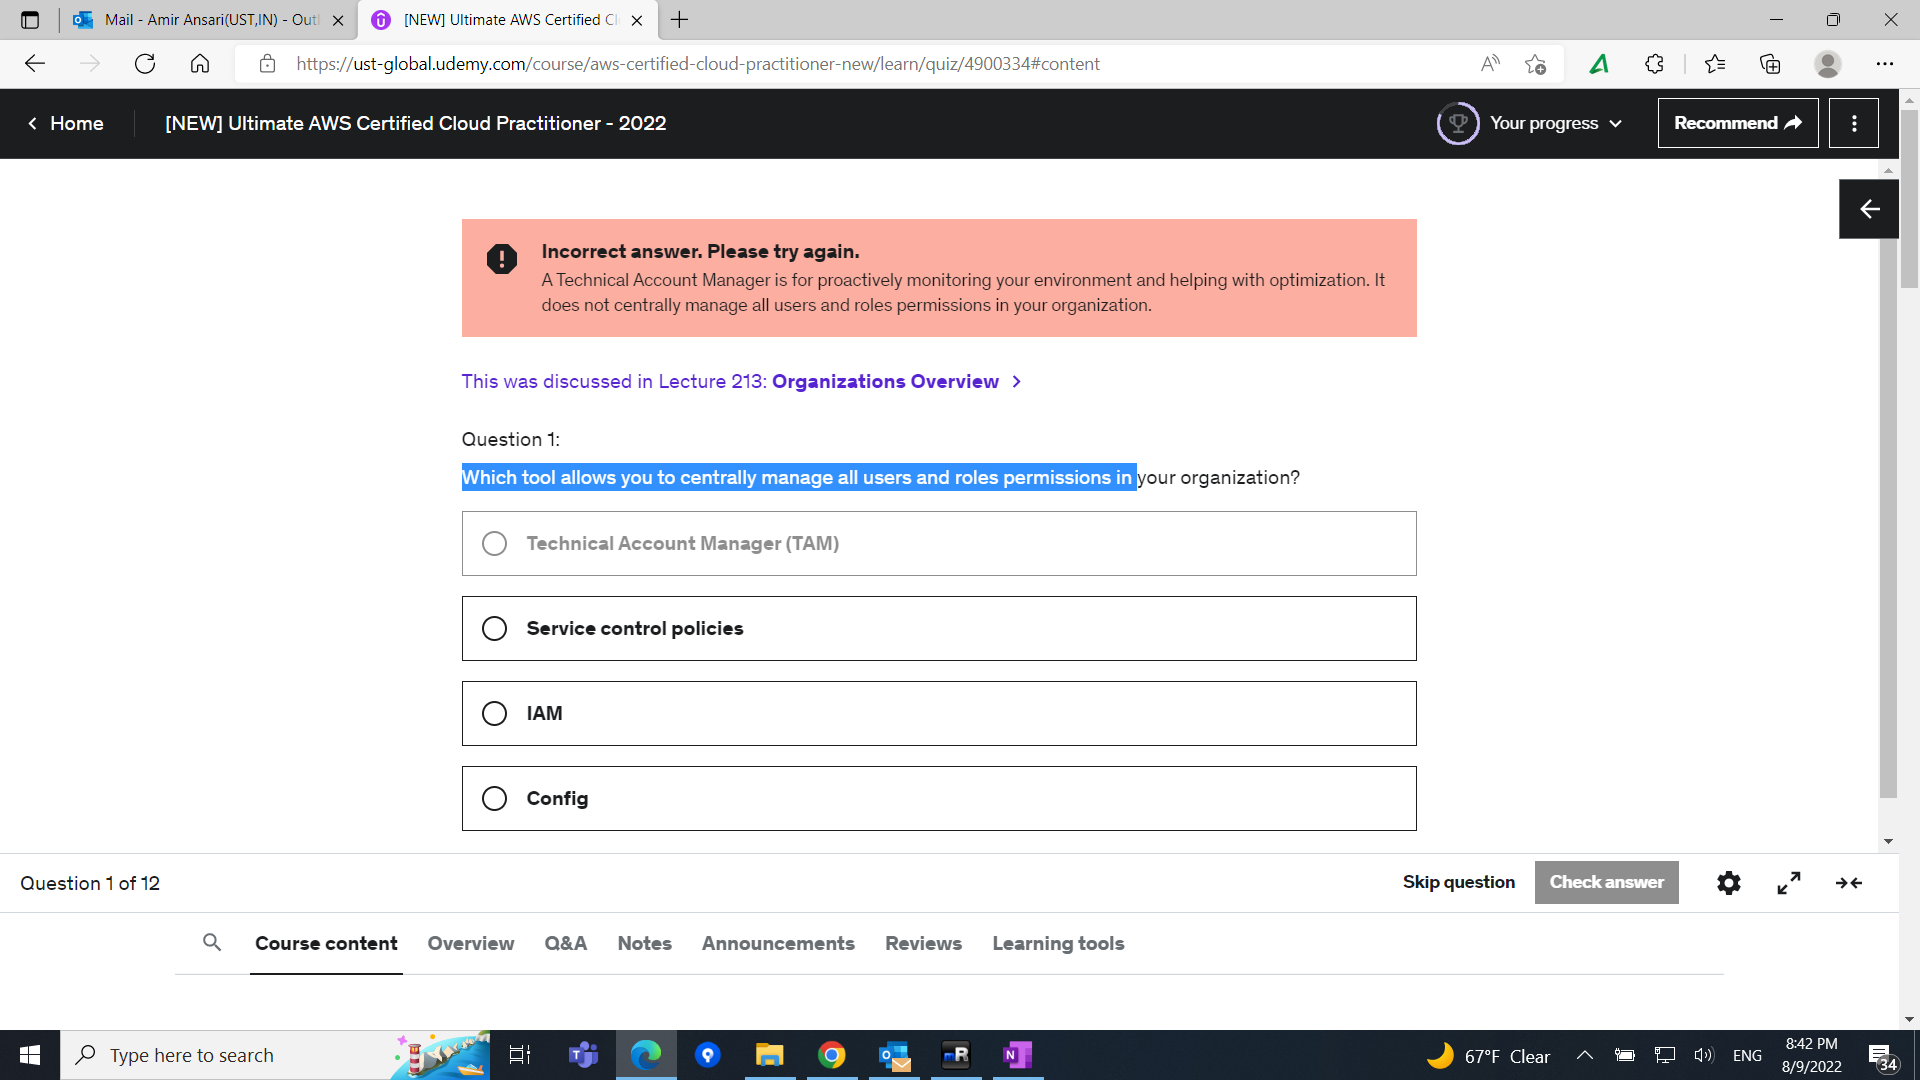 Mail - Amir Ansari(UST,IN) - Out
[NEW] Ultimate AWS Certified Cl
https://ust-global.udemy.com/course/aws-certified-cloud-practitioner-new/learn/quiz/4900334#content
Home
[NEW] Ultimate AWS Certified Cloud Practitioner - 2022
Your progress
Recommend
Incorrect answer. Please try again.
A Technical Account Manager is for proactively monitoring your environment and helping with optimization. It
does not centrally manage all users and roles permissions in your organization.
This was discussed in Lecture 213: Organizations Overview
Question 1:
Which tool allows you to centrally manage all users and roles permissions in your organization?
Technical Account Manager (TAM)
Service control policies
IAM
Config
Question 1 of 12
Skip question
Check answer
Course content
Overview
Q&A
Notes
Announcements
Reviews
Learning tools
Type here to search
67°F Clear
ENG
8:42 PM
8/9/2022
34